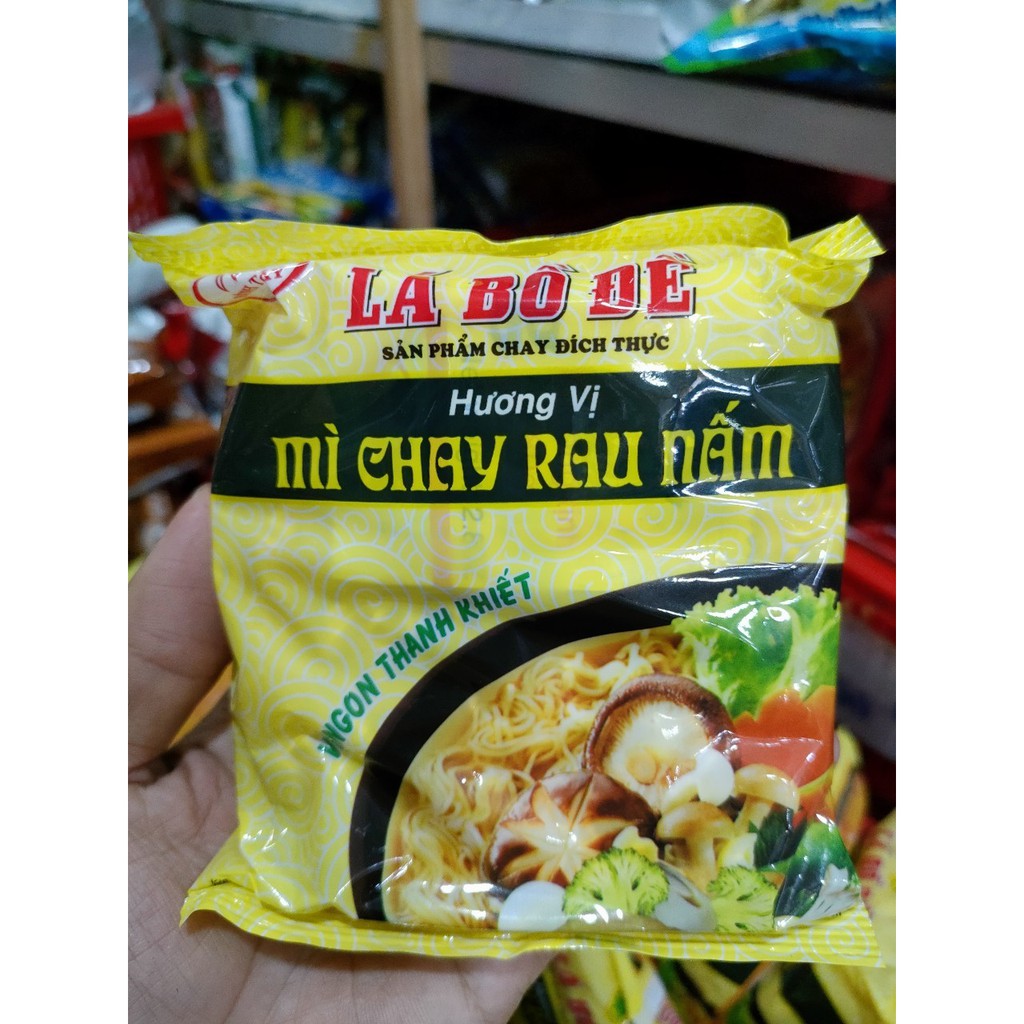 LÁ BỒ ĐỀ
SẢN PHẨM CHAY ĐÍCH THỰC
Hương Vị
MÌ CHAY RAU NẤM
NGON THANH KHIẾT